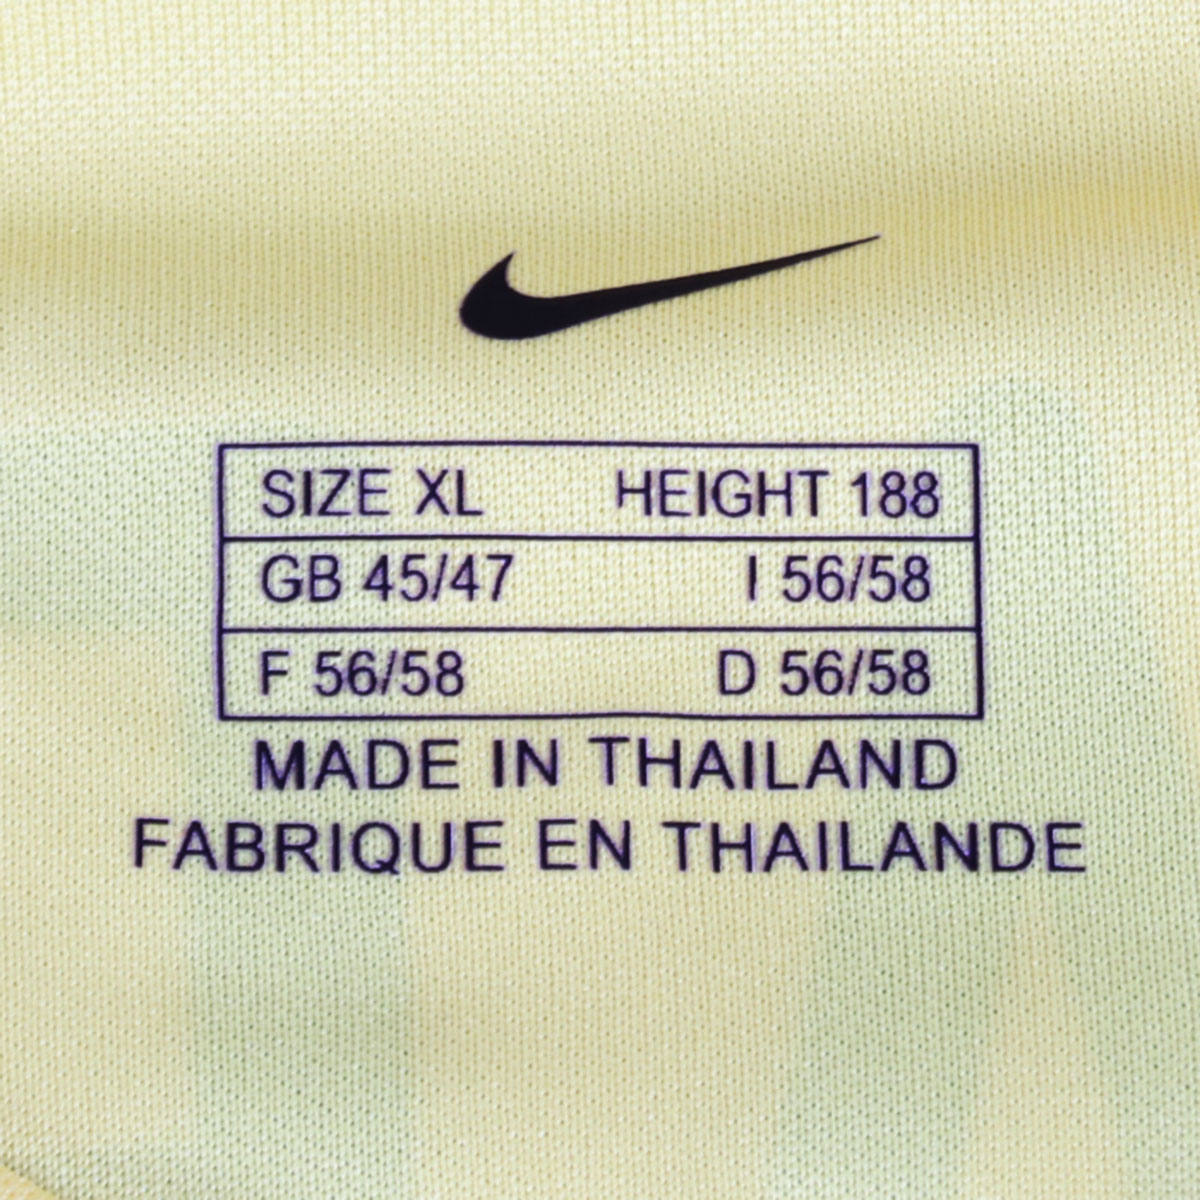 SIZE XL HEIGHT 188
GB 45/47 I 56/58
F 56/58 D 56/58
MADE IN THAILAND
FABRIQUE EN THAILANDE